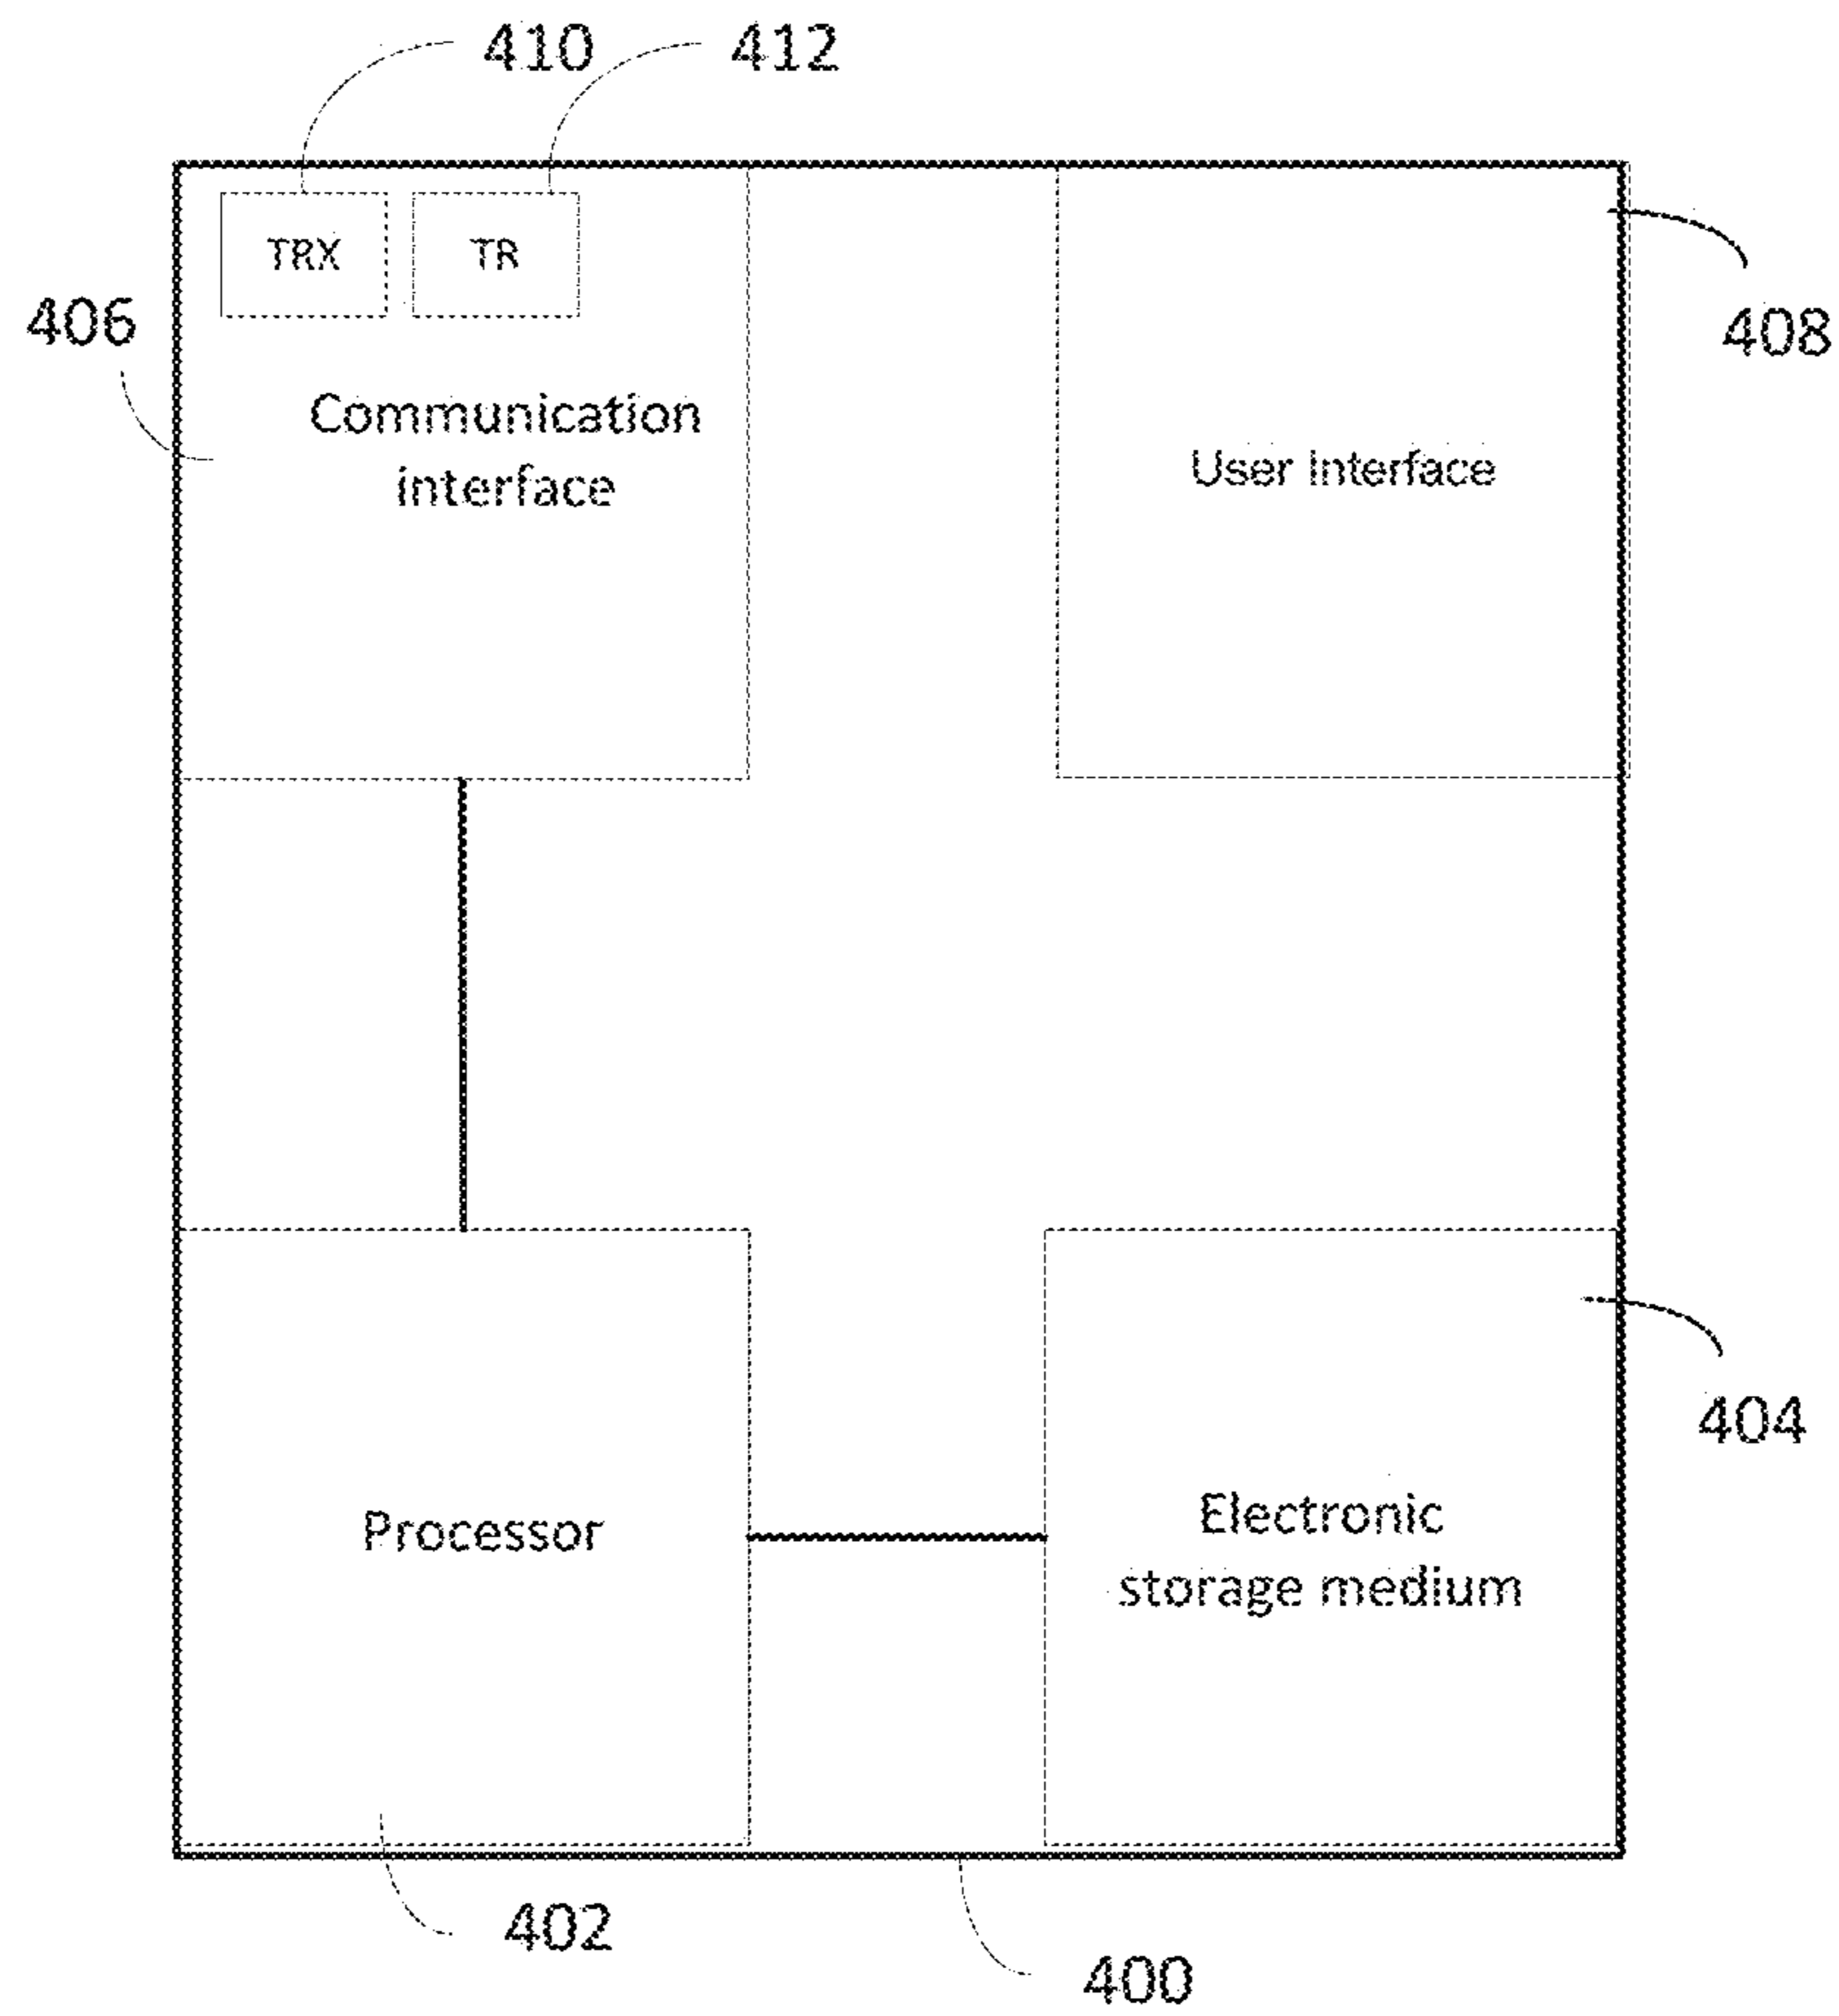 410
412
TRX
TR
406
408
Communication
interface
User Interface
404
Processor
Electronic
storage medium
402
400